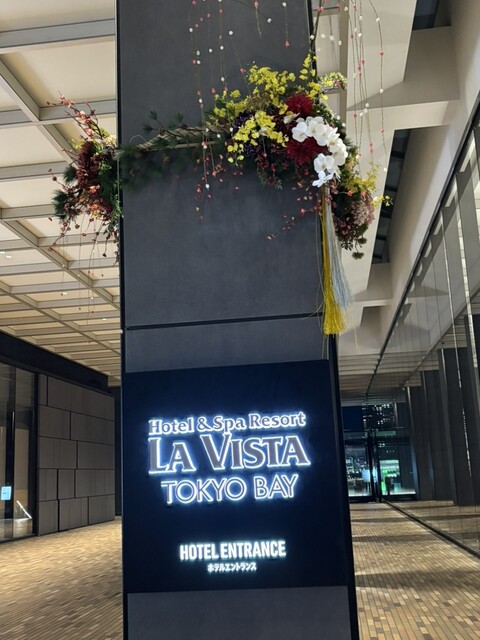 Hotel & Spa Resort
LA VISTA
TOKYO BAY
HOTEL ENTRANCE
ホテルエントランス